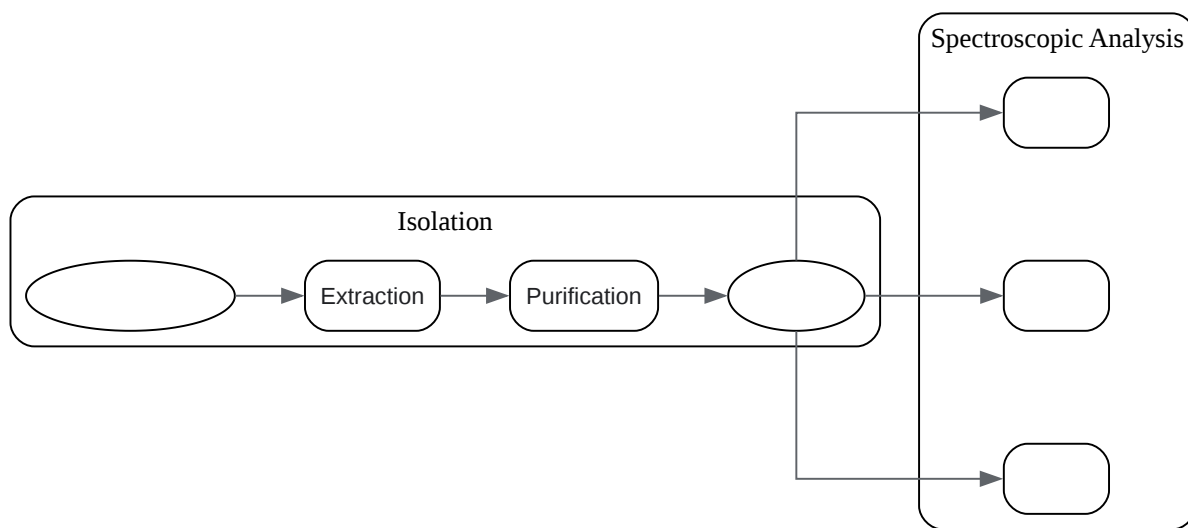 Spectroscopic Analysis
Isolation
Extraction
Purification